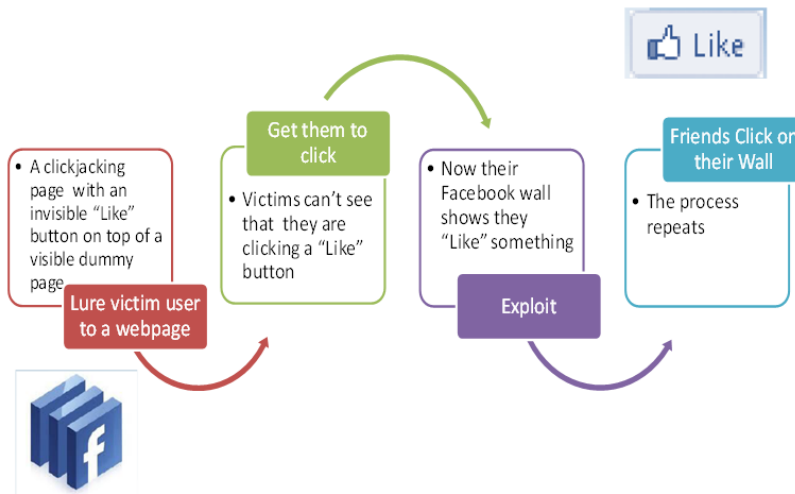 Like
• A clickjacking
page with an
invisible “Like”
button on top of a
visible dummy
page
Lure victim user
to a webpage
Get them to
click
• Victims can’t see
that they are
clicking a “Like”
button
• Now their
Facebook wall
shows they
“Like” something
Exploit
Friends Click on
their Wall
• The process
repeats
f